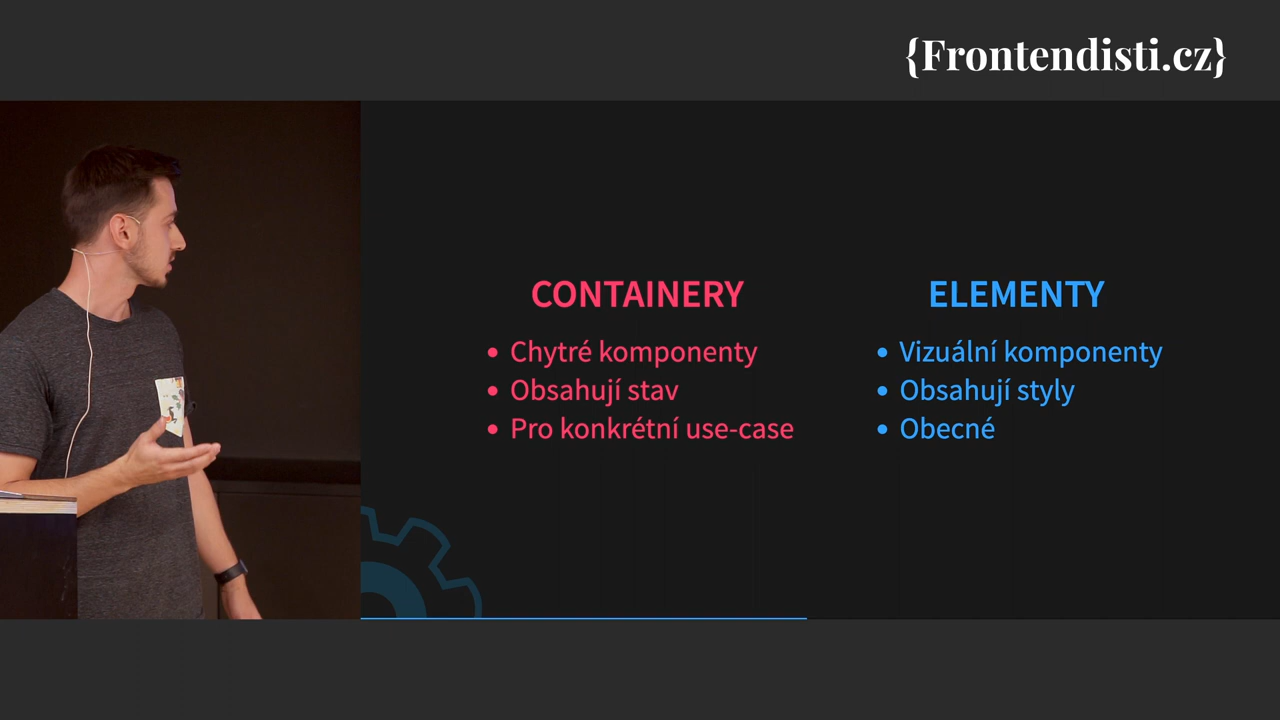 {Frontendisti.cz}
CONTAINERY
Chytré komponenty
Obsahují stav
Pro konkrétní use-case
ELEMENTY
Vizuální komponenty
Obsahují styly
Obecné